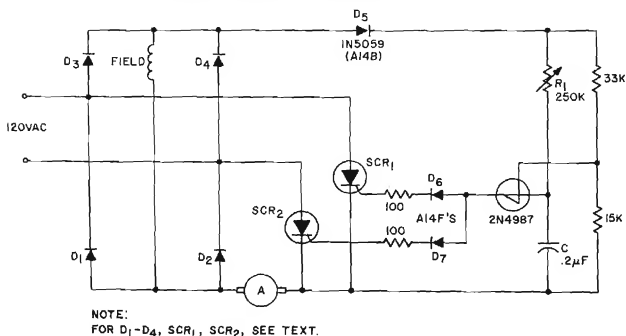 D5
1N5059
(A14B)
D3
FIELD
D4
R1
250K
33K
120VAC
SCR1
D6
100
A14F'S
2N4987
SCR2
100
D7
15K
C
.2µF
D1
D2
A
NOTE:
FOR D1-D4, SCR1, SCR2, SEE TEXT.